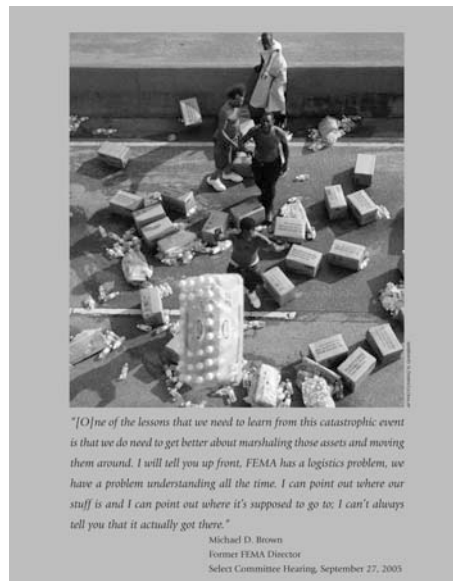 "[O]ne of the lessons that we need to learn from this catastrophic event
is that we do need to get better about marshaling those assets and moving
them around. I will tell you up front, FEMA has a logistics problem, we
have a problem understanding all the time. I can point out where our
stuff is and I can point out where it's supposed to go to; I can't always
tell you that it actually got there."
Michael D. Brown
Former FEMA Director
Select Committee Hearing, September 27, 2005